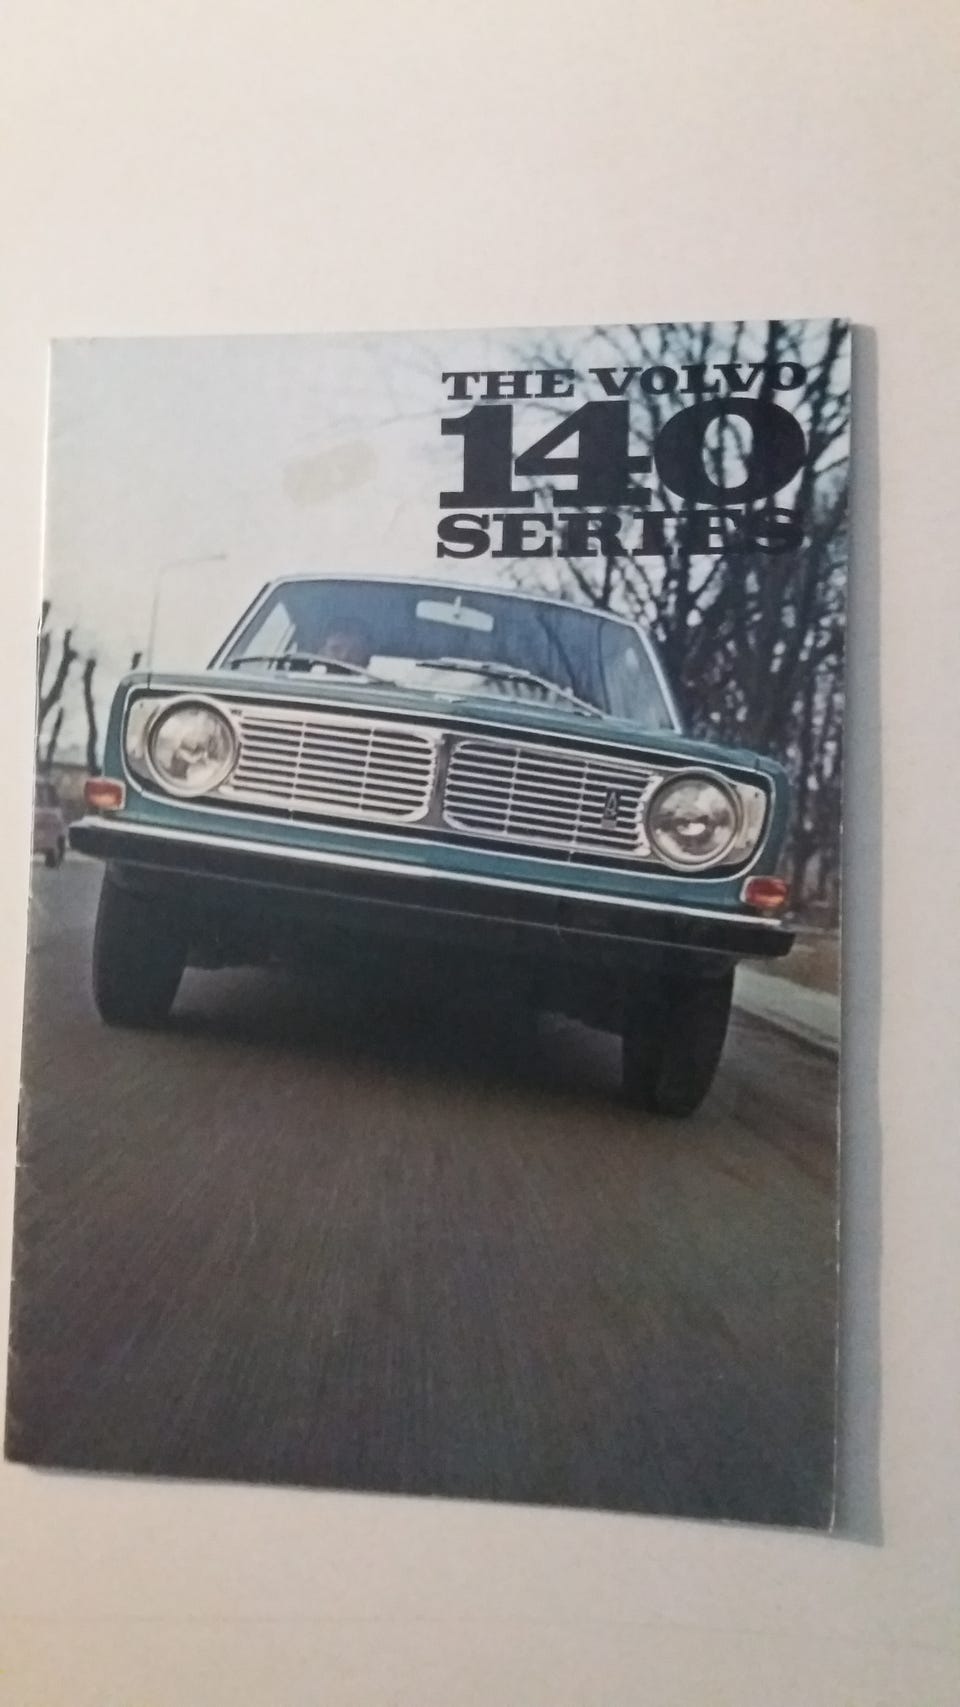 THE VOLVO
140
SERIES